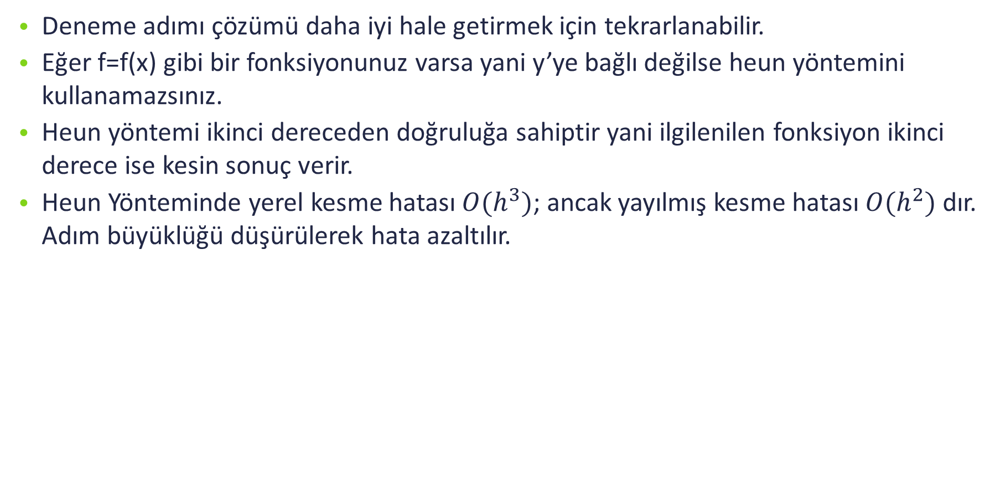 • Deneme adımı çözümü daha iyi hale getirmek için tekrarlanabilir.
• Eğer f=f(x) gibi bir fonksiyonunuz varsa yani y’ye bağlı değilse heun yöntemini
kullanamazsınız.
• Heun yöntemi ikinci dereceden doğruluğa sahiptir yani ilgilenilen fonksiyon ikinci
derece ise kesin sonuç verir.
• Heun Yönteminde yerel kesme hatası 𝑂(ℎ³); ancak yayılmış kesme hatası 𝑂(ℎ²) dır.
Adım büyüklüğü düşürülerek hata azaltılır.